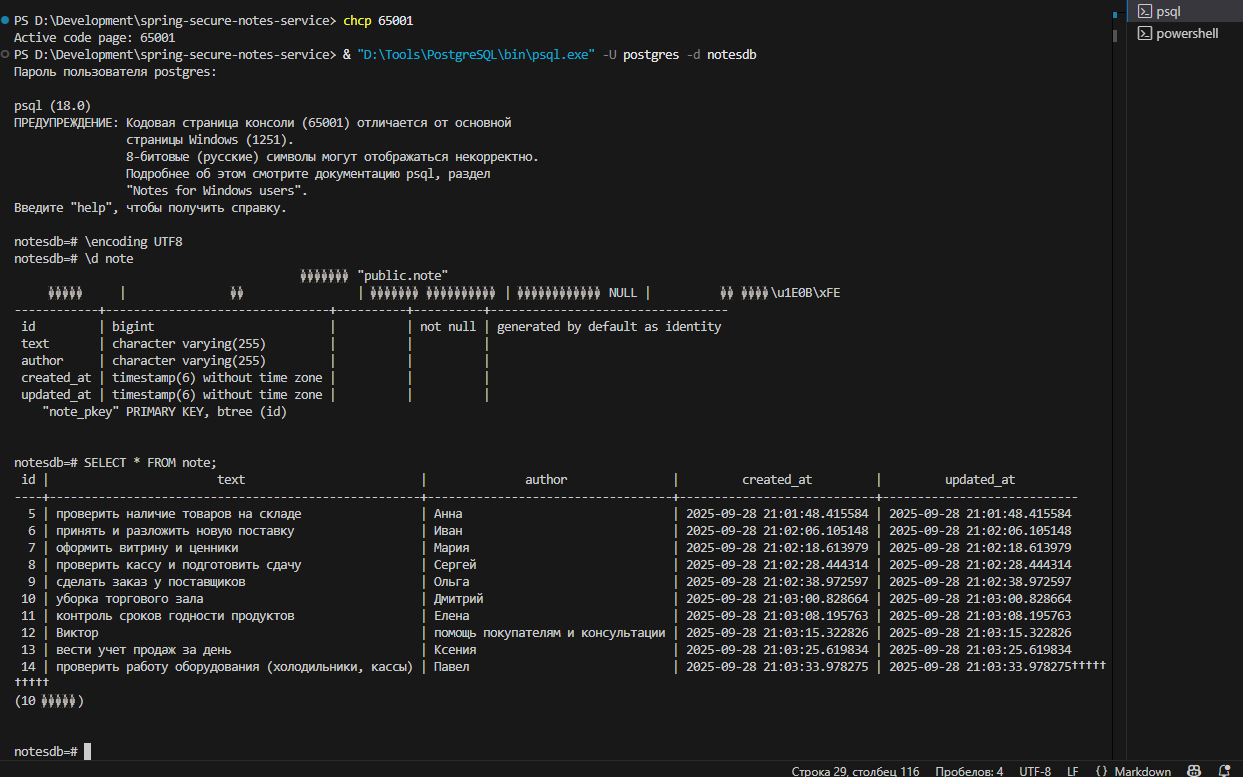 PS D:\Development\spring-secure-notes-service> chcp 65001
Active code page: 65001
PS D:\Development\spring-secure-notes-service> & "D:\Tools\PostgreSQL\bin\psql.exe" -U postgres -d notesdb
Пароль пользователя postgres:
psql (18.0)
ПРЕДУПРЕЖДЕНИЕ: Кодовая страница консоли (65001) отличается от основной
страницы Windows (1251).
8-битовые (русские) символы могут отображаться некорректно.
Подробнее об этом смотрите документацию psql, раздел
"Notes for Windows users".
Введите "help", чтобы получить справку.
notesdb=# \encoding UTF8
notesdb=# \d note
"public.note"
| | | NULL | \u1E0B\xFE
------------+-----------------------------+----------+----------+----------------------------------
id | bigint | | not null | generated by default as identity
text | character varying(255) | | |
author | character varying(255) | | |
created_at | timestamp(6) without time zone | | |
updated_at | timestamp(6) without time zone | | |
"note_pkey" PRIMARY KEY, btree (id)
notesdb=# SELECT * FROM note;
id | text | author | created_at | updated_at
----+----------------------------------------------------+-----------------------------------+----------------------------+----------------------------
5 | проверить наличие товаров на складе | Анна | 2025-09-28 21:01:48.415584 | 2025-09-28 21:01:48.415584
6 | принять и разложить новую поставку | Иван | 2025-09-28 21:02:06.105148 | 2025-09-28 21:02:06.105148
7 | оформить витрину и ценники | Мария | 2025-09-28 21:02:18.613979 | 2025-09-28 21:02:18.613979
8 | проверить кассу и подготовить сдачу | Сергей | 2025-09-28 21:02:28.444314 | 2025-09-28 21:02:28.444314
9 | сделать заказ у поставщиков | Ольга | 2025-09-28 21:02:38.972597 | 2025-09-28 21:02:38.972597
10 | уборка торгового зала | Дмитрий | 2025-09-28 21:03:00.828664 | 2025-09-28 21:03:00.828664
11 | контроль сроков годности продуктов | Елена | 2025-09-28 21:03:08.195763 | 2025-09-28 21:03:08.195763
12 | Виктор | помощь покупателям и консультации | 2025-09-28 21:03:15.322826 | 2025-09-28 21:03:15.322826
13 | вести учет продаж за день | Ксения | 2025-09-28 21:03:25.619834 | 2025-09-28 21:03:25.619834
14 | проверить работу оборудования (холодильники, кассы) | Павел | 2025-09-28 21:03:33.978275 | 2025-09-28 21:03:33.978275
(10 )
notesdb=#
psql
powershell
Строка 29, столбец 116 Пробелов: 4 UTF-8 LF {} Markdown